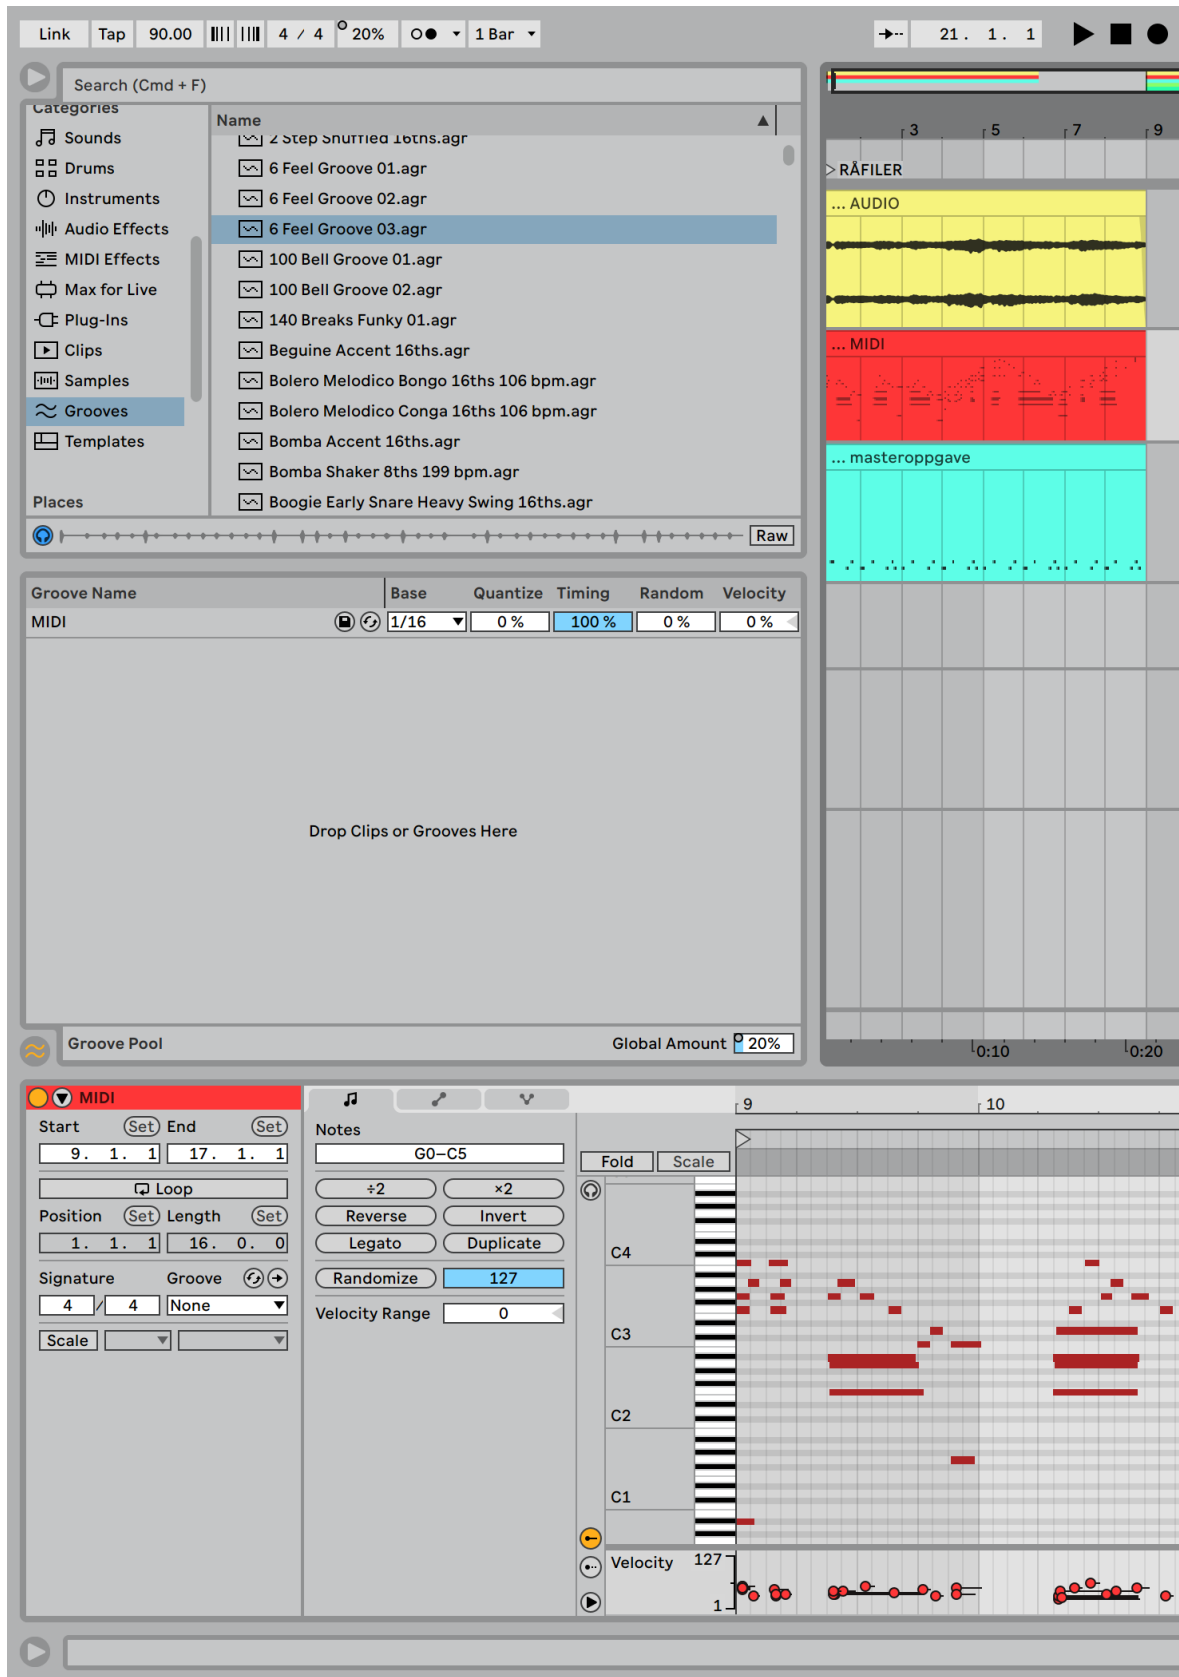 Link Tap 90.00 4 / 4 20% 1 Bar 21. 1. 1
Search (Cmd + F)
Categories
Sounds
Drums
Instruments
Audio Effects
MIDI Effects
Max for Live
Plug-Ins
Clips
Samples
Grooves
Templates
Places
Name
2 Step Shuffled 16ths.agr
6 Feel Groove 01.agr
6 Feel Groove 02.agr
6 Feel Groove 03.agr
100 Bell Groove 01.agr
100 Bell Groove 02.agr
140 Breaks Funky 01.agr
Beguine Accent 16ths.agr
Bolero Melodico Bongo 16ths 106 bpm.agr
Bolero Melodico Conga 16ths 106 bpm.agr
Bomba Accent 16ths.agr
Bomba Shaker 8ths 199 bpm.agr
Boogie Early Snare Heavy Swing 16ths.agr
Raw
3 5 7 9
RÅFILER
... AUDIO
... MIDI
... masteroppgave
0:10 0:20
Groove Name Base Quantize Timing Random Velocity
MIDI 1/16 0 % 100 % 0 % 0 %
Drop Clips or Grooves Here
Groove Pool Global Amount 20%
MIDI
Start Set End Set
9. 1. 1 17. 1. 1
Loop
Position Set Length Set
1. 1. 1 16. 0. 0
Signature Groove
4 / 4 None
Scale
Notes
G0–C5
÷2 ×2
Reverse Invert
Legato Duplicate
Randomize 127
Velocity Range 0
9 10
Fold Scale
C4
C3
C2
C1
Velocity 127
1